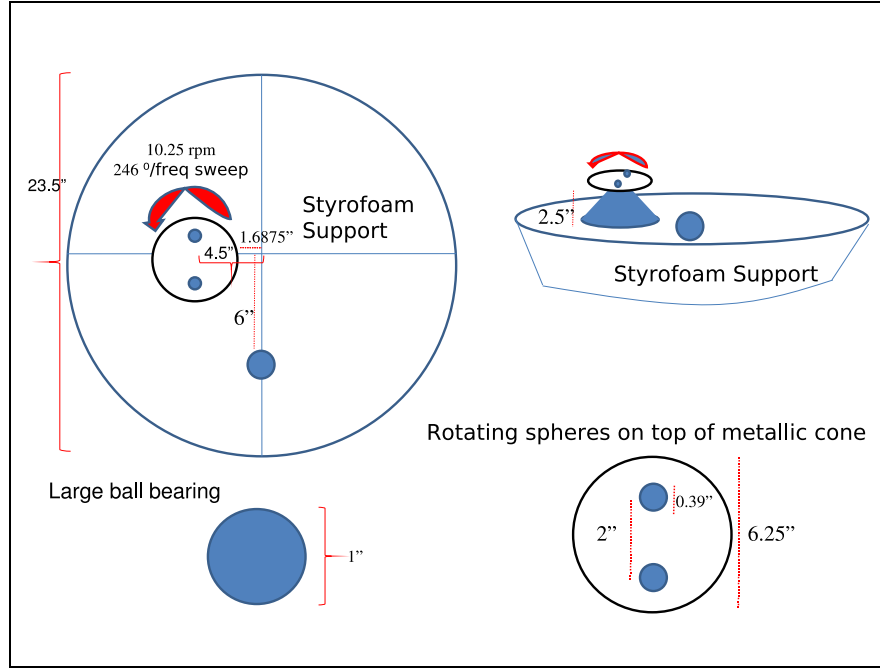 10.25 rpm
246 ⁰/freq sweep
23.5”
Styrofoam
Support
1.6875”
4.5”
6”
2.5”
Styrofoam Support
Rotating spheres on top of metallic cone
Large ball bearing
1”
0.39”
2”
6.25”